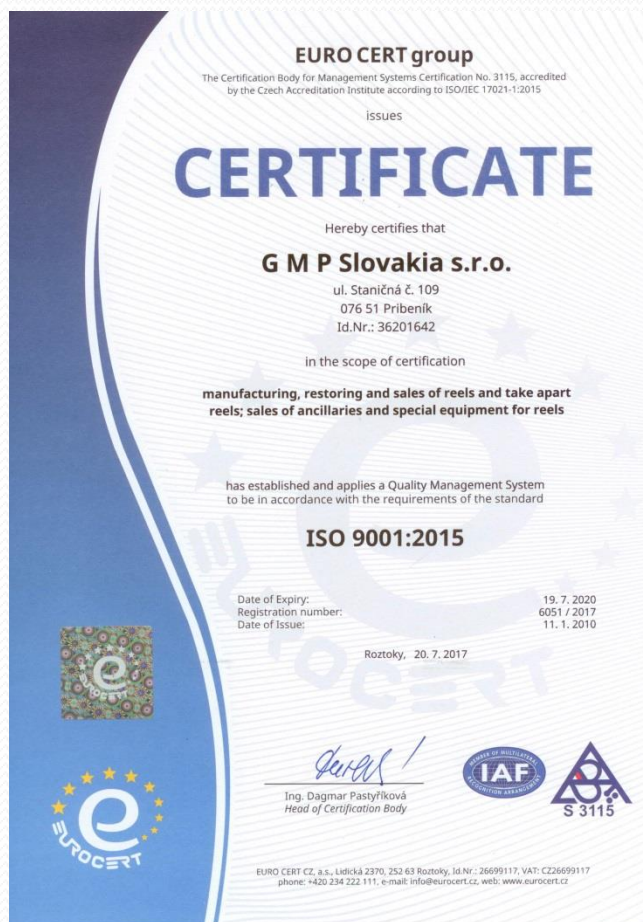 EURO CERT group
The Certification Body for Management Systems Certification No. 3115, accredited
by the Czech Accreditation Institute according to ISO/IEC 17021-1:2015
issues
CERTIFICATE
Hereby certifies that
G M P Slovakia s.r.o.
ul. Staničná č. 109
076 51 Pribeník
Id.Nr.: 36201642
in the scope of certification
manufacturing, restoring and sales of reels and take apart
reels; sales of ancillaries and special equipment for reels
has established and applies a Quality Management System
to be in accordance with the requirements of the standard
ISO 9001:2015
Date of Expiry: 19. 7. 2020
Registration number: 6051 / 2017
Date of Issue: 11. 1. 2010
Roztoky, 20. 7. 2017
EUROCERT
e
EUROCERT
Ing. Dagmar Pastyříková
Head of Certification Body
MEMBER OF MULTILATERAL
IAF
RECOGNITION ARRANGEMENT
S 3115
e
EUROCERT
EURO CERT CZ, a.s., Lidická 2370, 252 63 Roztoky, Id.Nr.: 26699117, VAT: CZ26699117
phone: +420 234 222 111, e-mail: info@eurocert.cz, web: www.eurocert.cz